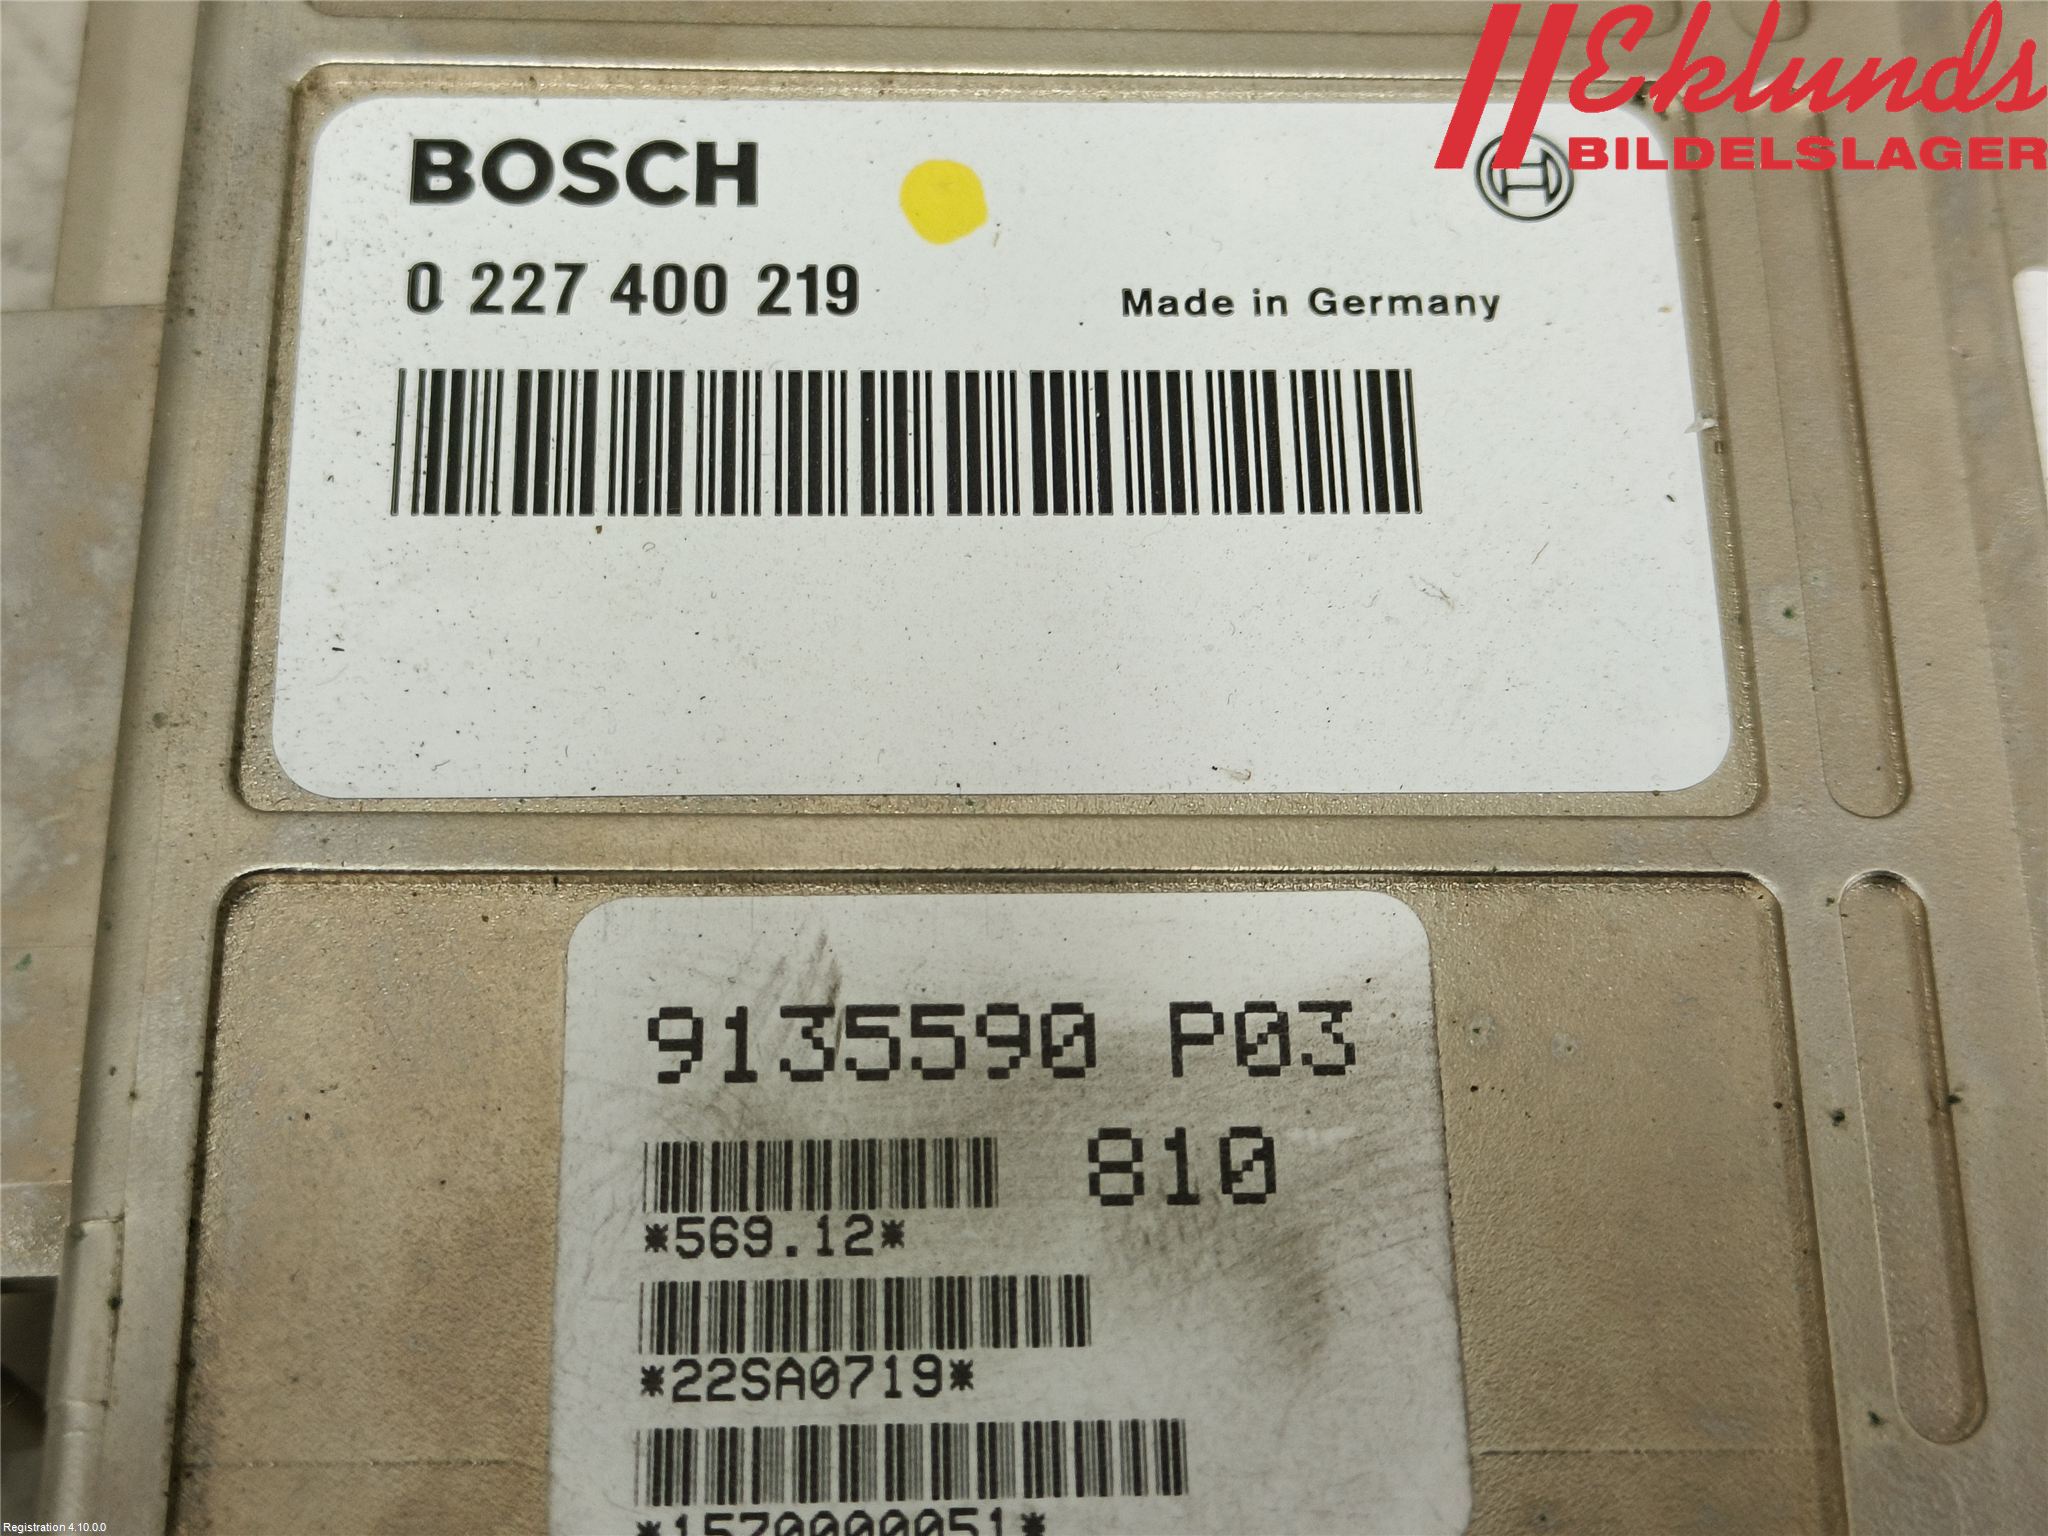 Eklunds
BILDELSLAGER
BOSCH
0 227 400 219
Made in Germany
9135590 P03
810
*569.12*
*22SA0719*
*1570000051*
Registration 4.10.0.0